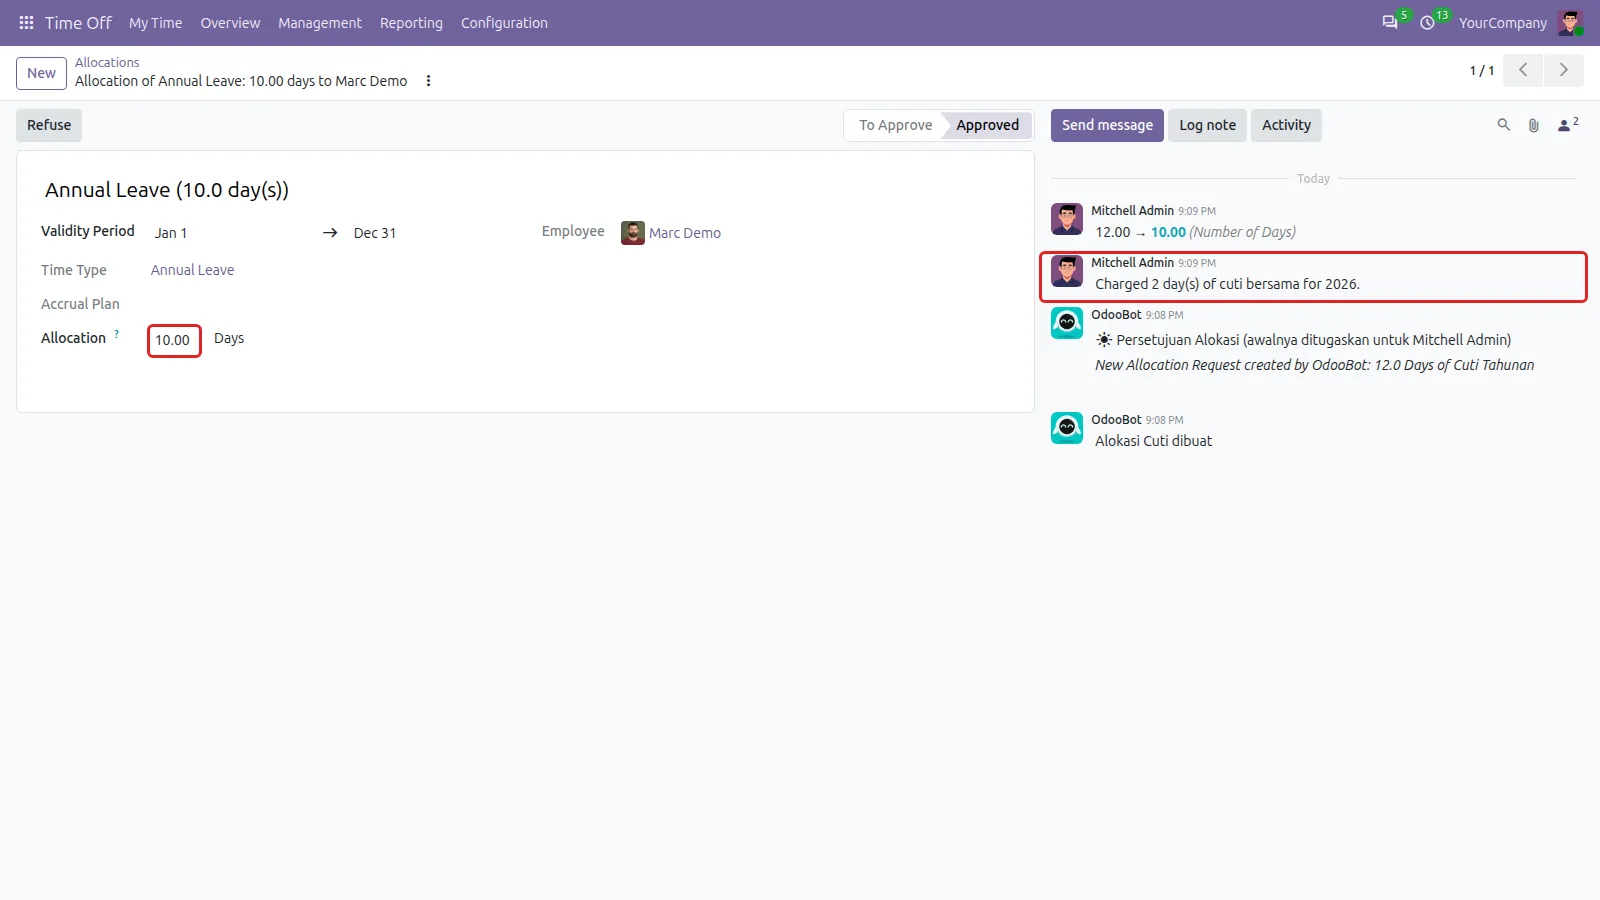 Time Off My Time Overview Management Reporting Configuration 5 13 YourCompany
New Allocations
Allocation of Annual Leave: 10.00 days to Marc Demo
1 / 1
Refuse To Approve Approved
Send message Log note Activity 2
Annual Leave (10.0 day(s))
Validity Period Jan 1 → Dec 31 Employee Marc Demo
Time Type Annual Leave
Accrual Plan
Allocation ? 10.00 Days
Today
Mitchell Admin 9:09 PM
12.00 → 10.00 (Number of Days)
Mitchell Admin 9:09 PM
Charged 2 day(s) of cuti bersama for 2026.
OdooBot 9:08 PM
Persetujuan Alokasi (awalnya ditugaskan untuk Mitchell Admin)
New Allocation Request created by OdooBot: 12.0 Days of Cuti Tahunan
OdooBot 9:08 PM
Alokasi Cuti dibuat